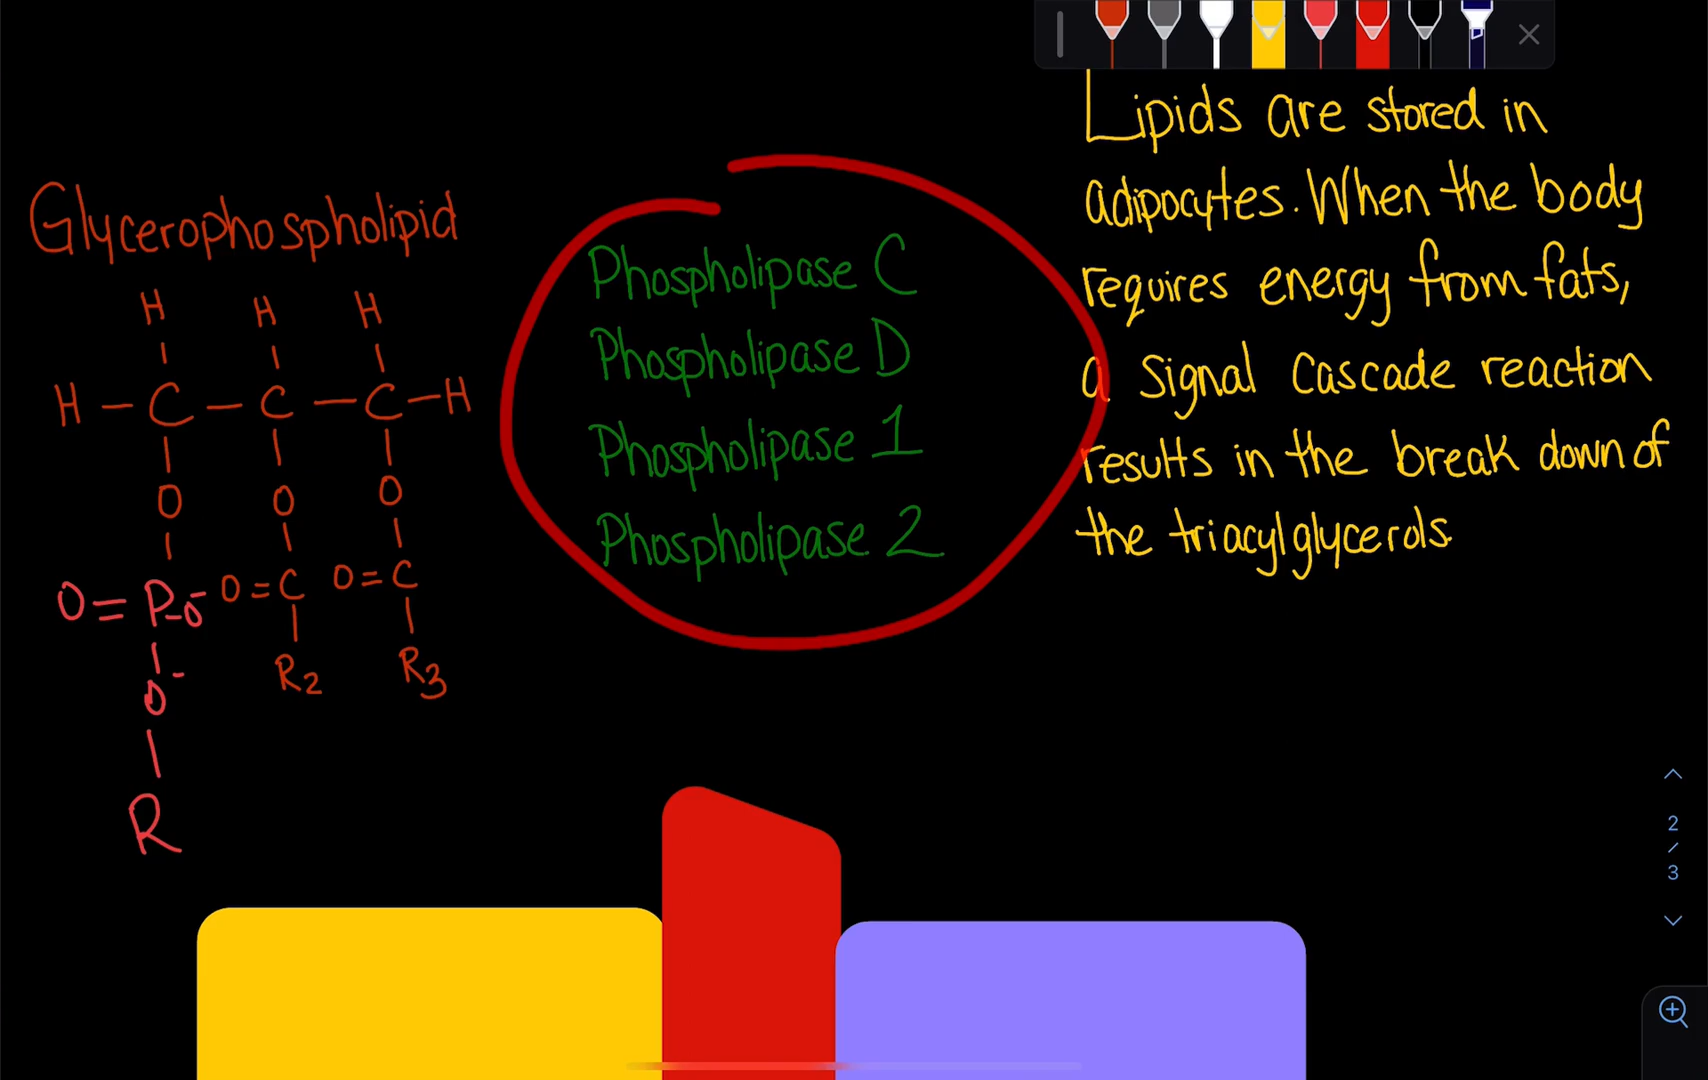 Glycerophospholipid
H H H
H - C - C - C - H
O O O
O = P - O⁻ O = C O = C
O⁻ R2 R3
R
Phospholipase C
Phospholipase D
Phospholipase 1
Phospholipase 2
Lipids are stored in
adipocytes. When the body
requires energy from fats,
a Signal Cascade reaction
results in the break down of
the triacylglycerols.
2
/
3